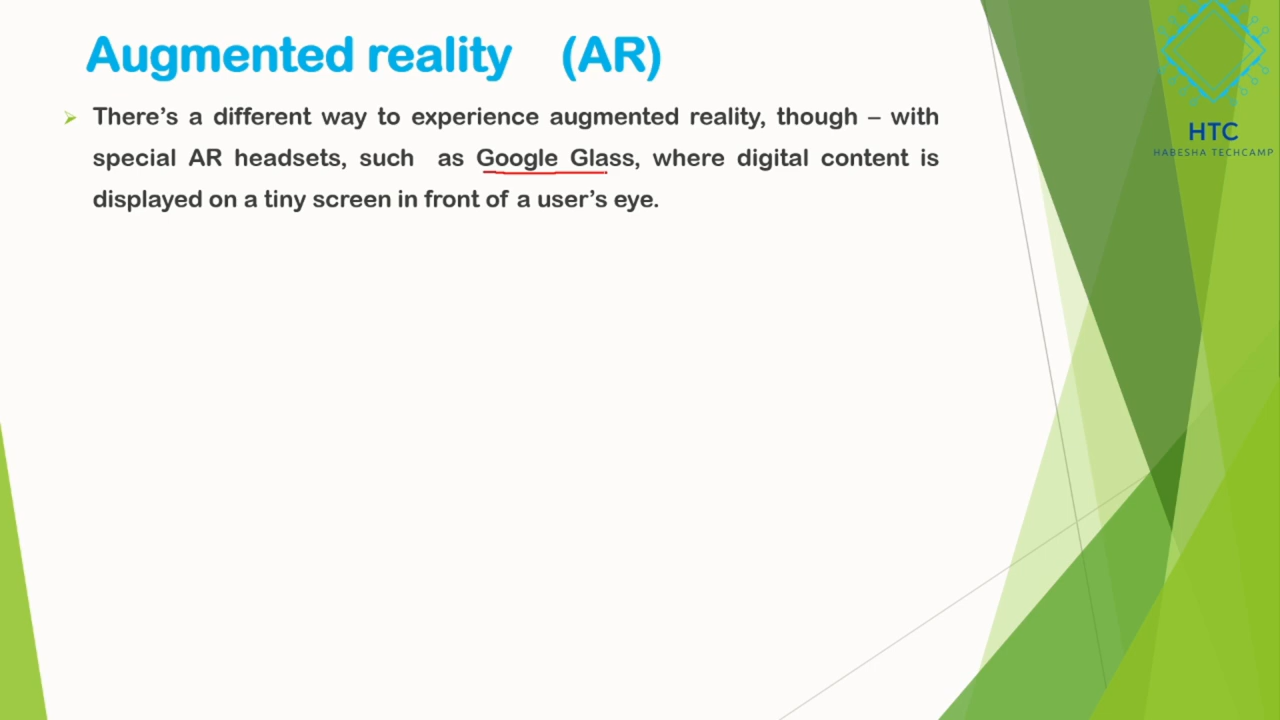 Augmented reality (AR)
There’s a different way to experience augmented reality, though – with
special AR headsets, such as Google Glass, where digital content is
displayed on a tiny screen in front of a user’s eye.
HTC
HABESHA TECHCAMP